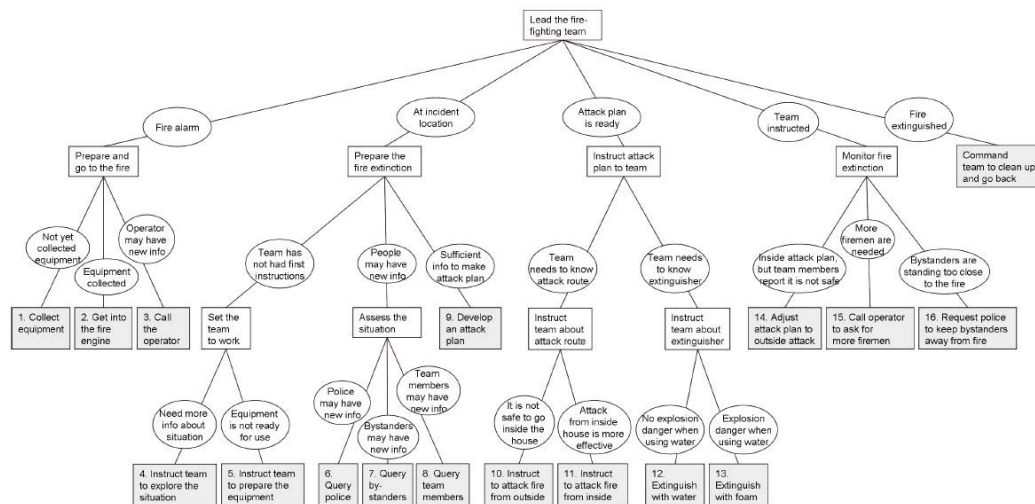 Lead the fire-
fighting team
Fire alarm
At incident
location
Attack plan
is ready
Team
instructed
Fire
extinguished
Prepare and
go to the fire
Prepare the
fire extinction
Instruct attack
plan to team
Monitor fire
extinction
Command
team to clean up
and go back
Not yet
collected
equipment
Equipment
collected
Operator
may have
new info
Team has
not had first
instructions
People
may have
new info
Sufficient
info to make
attack plan
Team
needs to know
attack route
Team needs
to know
extinguisher
Inside attack plan,
but team members
report it is not safe
More
firemen are
needed
Bystanders are
standing too close
to the fire
1. Collect
equipment
2. Get into
the fire
engine
3. Call
the
operator
Set the
team
to work
Assess the
situation
9. Develop
an attack
plan
Instruct
team about
attack route
Instruct
team about
extinguisher
14. Adjust
attack plan to
outside attack
15. Call operator
to ask for
more firemen
16. Request police
to keep bystanders
away from fire
Need more
info about
situation
Equipment
is not ready
for use
Police
may have
new info
Bystanders
may have
new info
Team
members
may have
new info
It is not
safe to go
inside the
house
Attack
from inside
house is more
effective
No explosion
danger when
using water
Explosion
danger when
using water
4. Instruct team
to explore the
situation
5. Instruct team
to prepare the
equipment
6.
Query
police
7. Query
by-
standers
8. Query
team
members
10. Instruct
to attack fire
from outside
11. Instruct
to attack fire
from inside
12.
Extinguish
with water
13.
Extinguish
with foam